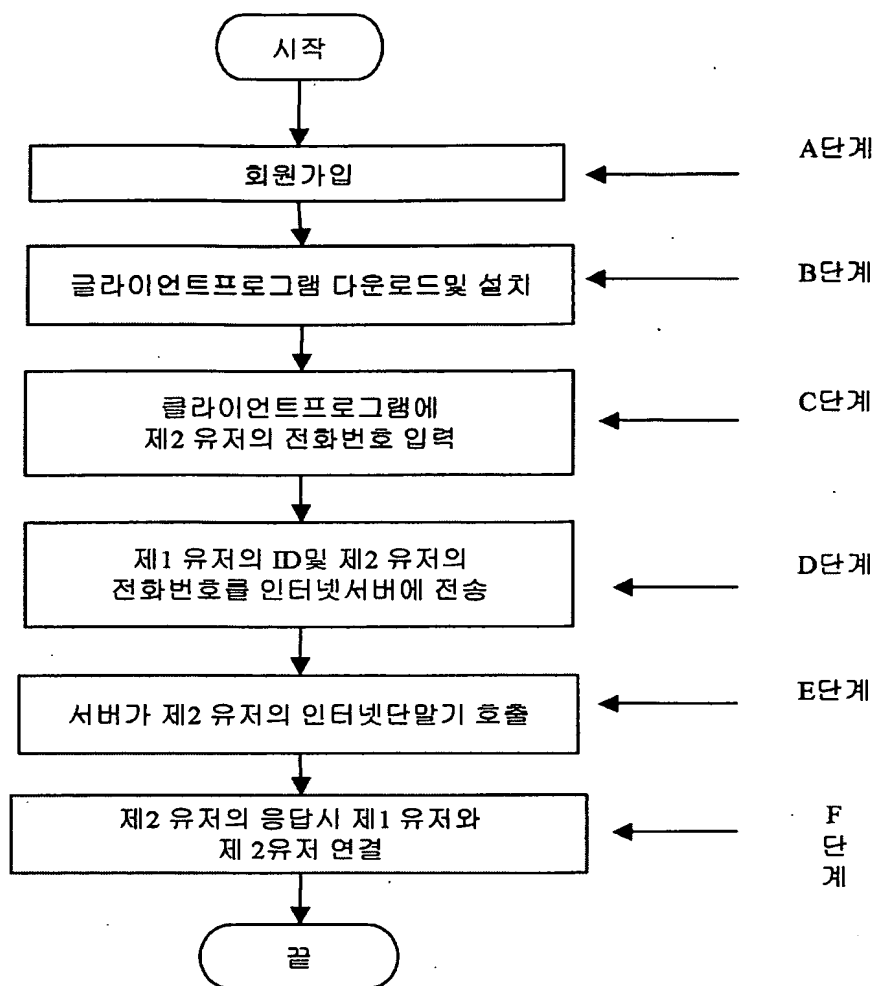 시작
회원가입
A단계
클라이언트프로그램 다운로드및 설치
B단계
클라이언트프로그램에
제2 유저의 전화번호 입력
C단계
제1 유저의 ID및 제2 유저의
전화번호를 인터넷서버에 전송
D단계
서버가 제2 유저의 인터넷단말기 호출
E단계
제2 유저의 응답시 제1 유저와
제 2유저 연결
F
단
계
끝